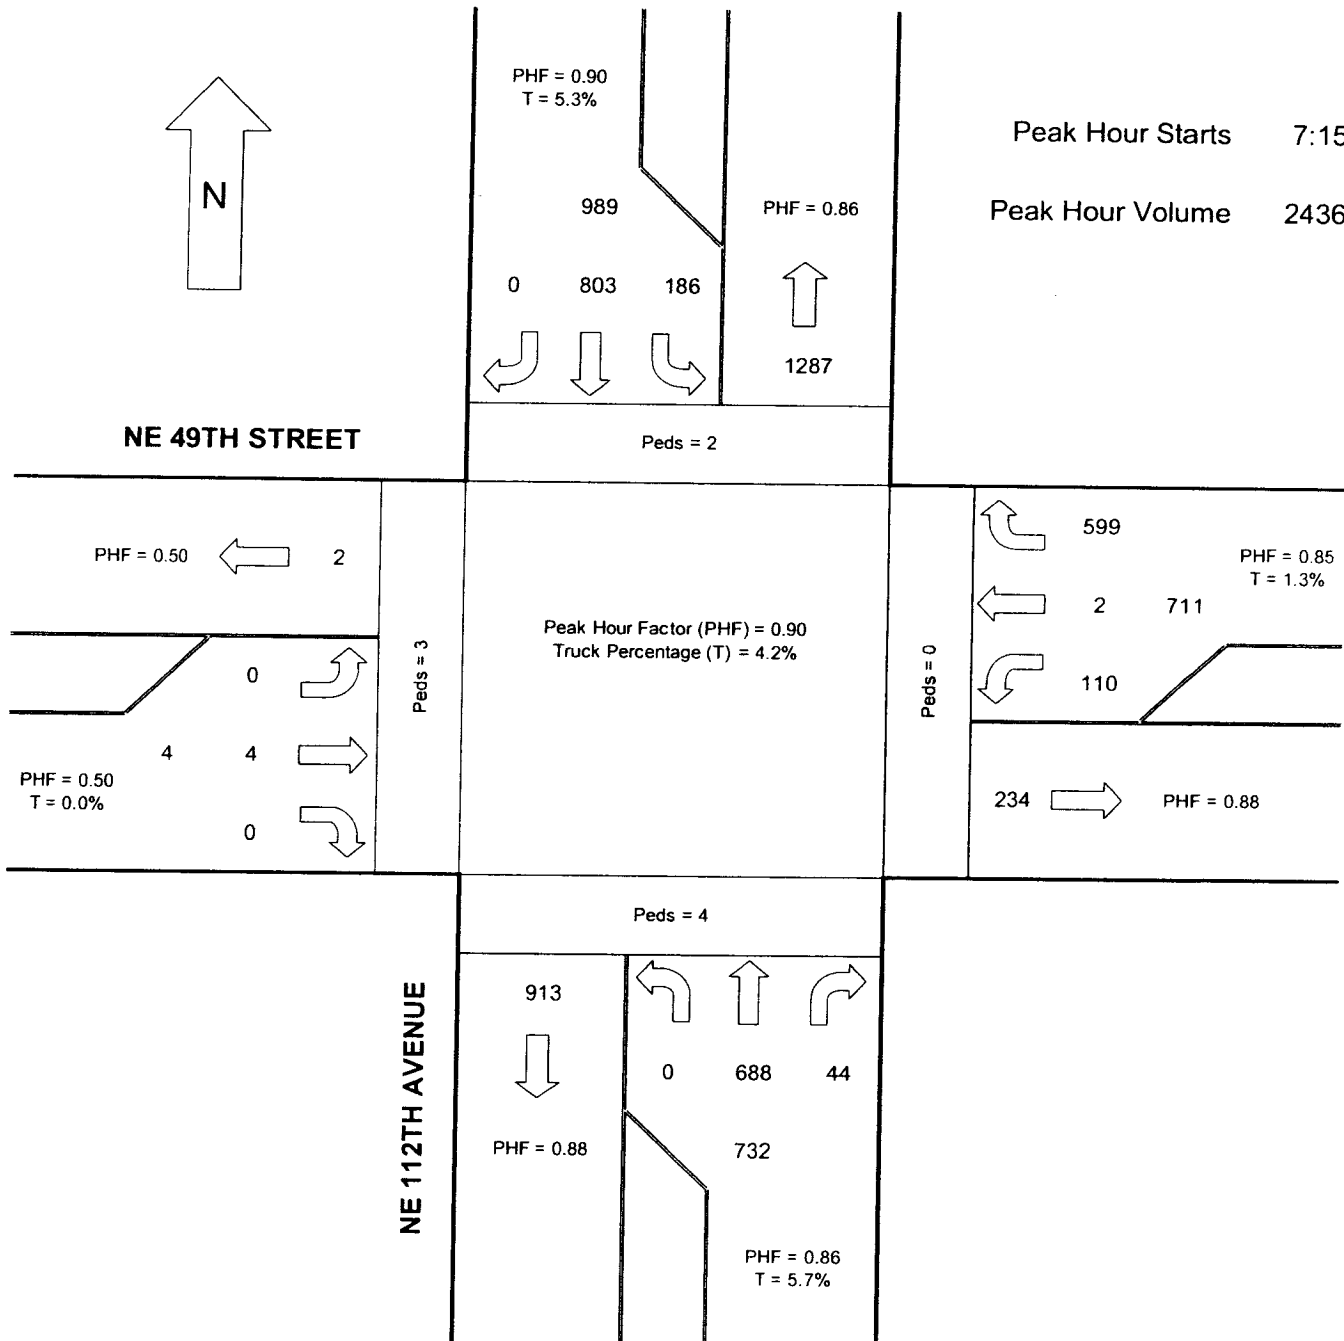 PHF = 0.90
T = 5.3%
Peak Hour Starts 7:15
Peak Hour Volume 2436
N
989
PHF = 0.86
0 803 186
1287
NE 49TH STREET
Peds = 2
PHF = 0.50 2
599
PHF = 0.85
T = 1.3%
2 711
110
Peak Hour Factor (PHF) = 0.90
Truck Percentage (T) = 4.2%
Peds = 3
Peds = 0
0
4 4
PHF = 0.50
T = 0.0%
0
234 PHF = 0.88
Peds = 4
NE 112TH AVENUE
913
0 688 44
PHF = 0.88
732
PHF = 0.86
T = 5.7%